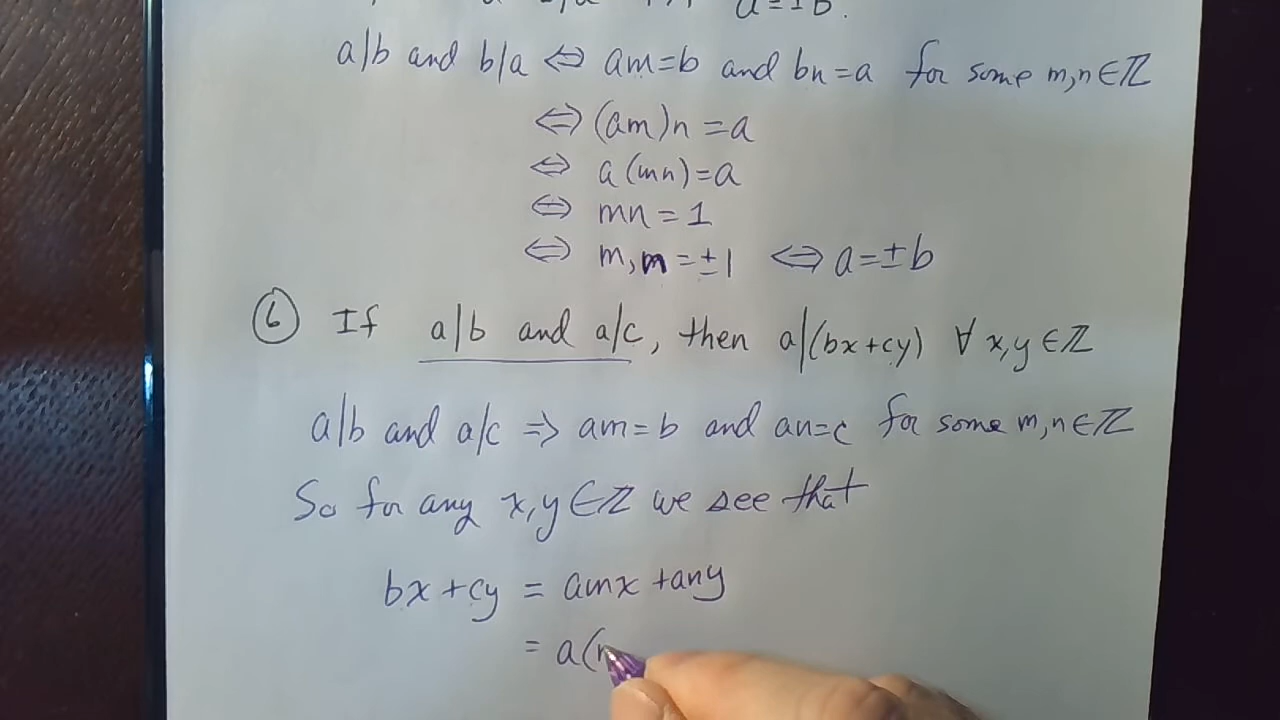 a=±b.
a|b and b|a ⇔ am=b and bn=a for some m,n∈ℤ
⇔ (am)n=a
⇔ a(mn)=a
⇔ mn=1
⇔ m,n=±1 ⇔ a=±b
⑥ If a|b and a|c, then a|(bx+cy) ∀ x,y∈ℤ
a|b and a|c ⇒ am=b and an=c for some m,n∈ℤ
So for any x,y∈ℤ we see that
bx+cy = amx+any
= a(